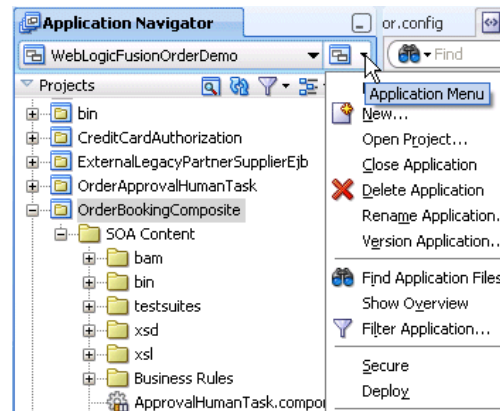 Application Navigator
or.config
WebLogicFusionOrderDemo
Find
Projects
Application Menu
bin
New...
CreditCardAuthorization
Open Project...
ExternalLegacyPartnerSupplierEjb
Close Application
OrderApprovalHumanTask
Delete Application
OrderBookingComposite
Rename Application.
SOA Content
Version Application..
bam
bin
Find Application Files
testsuites
Show Overview
xsd
Filter Application...
xsl
Business Rules
Secure
ApprovalHumanTask.compo
Deploy